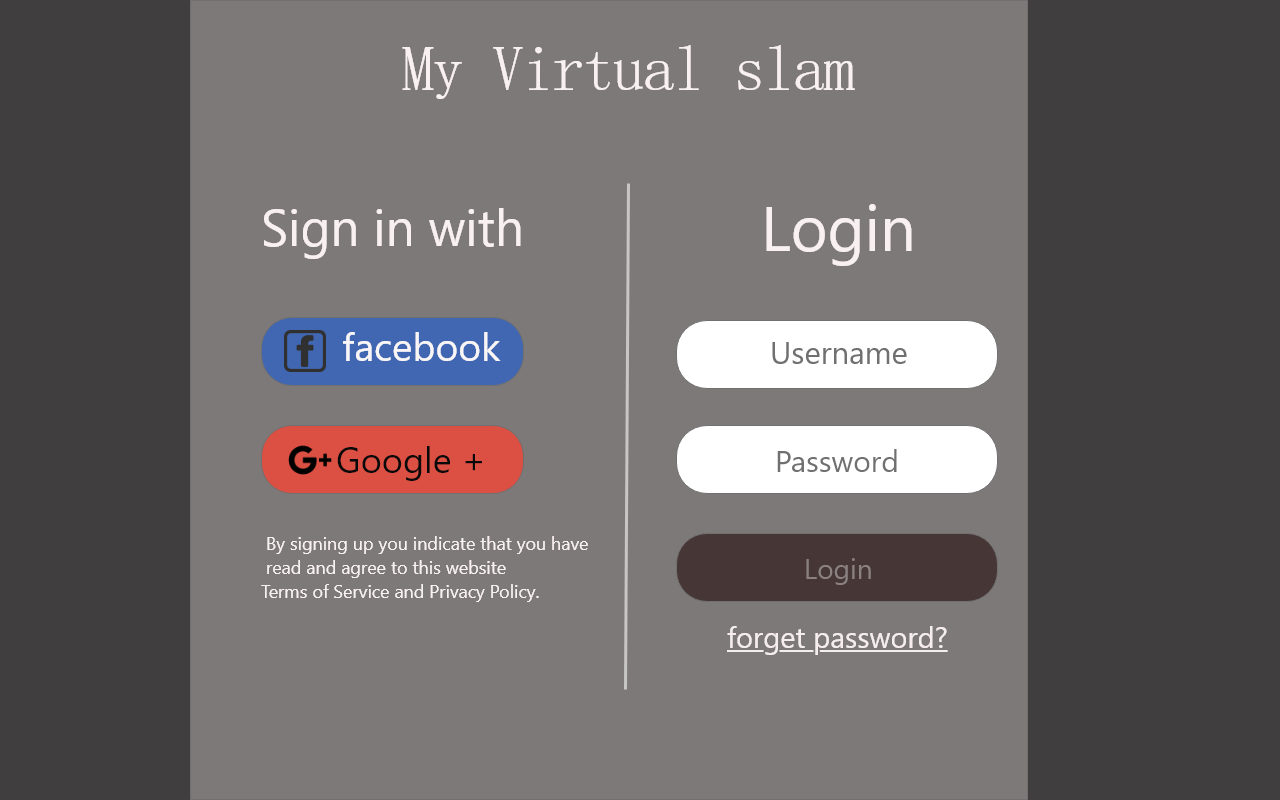 My Virtual slam
Sign in with
facebook
G+ Google +
By signing up you indicate that you have
read and agree to this website
Terms of Service and Privacy Policy.
Login
Username
Password
Login
forget password?